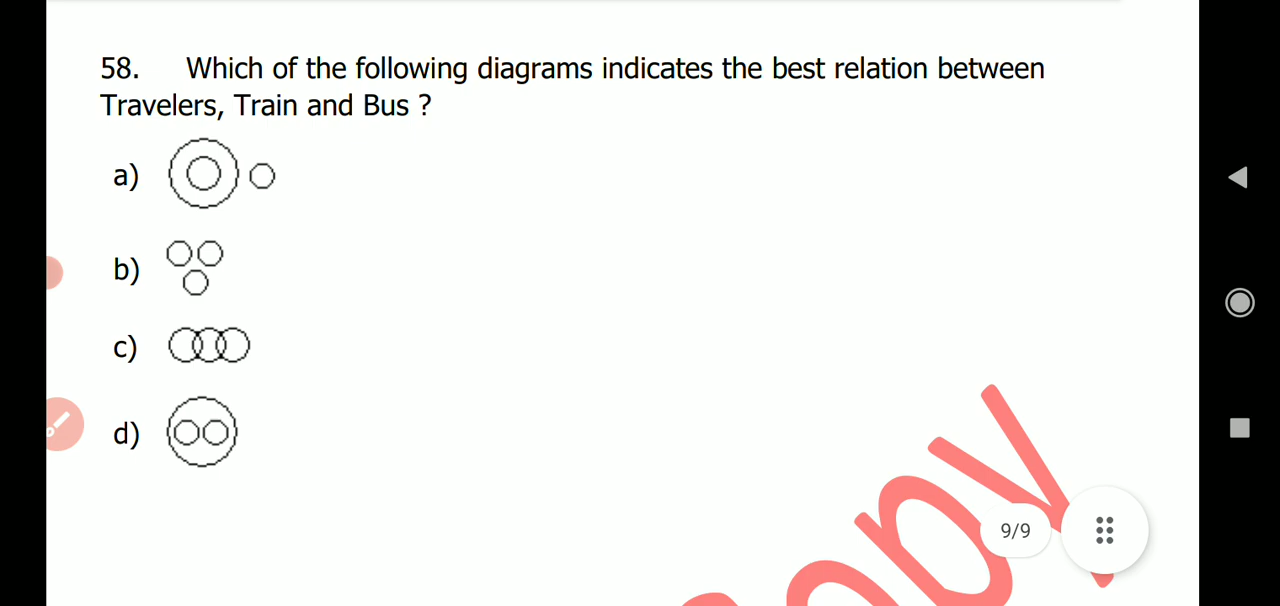 58. Which of the following diagrams indicates the best relation between
Travelers, Train and Bus ?
a)
b)
c)
d)
9/9